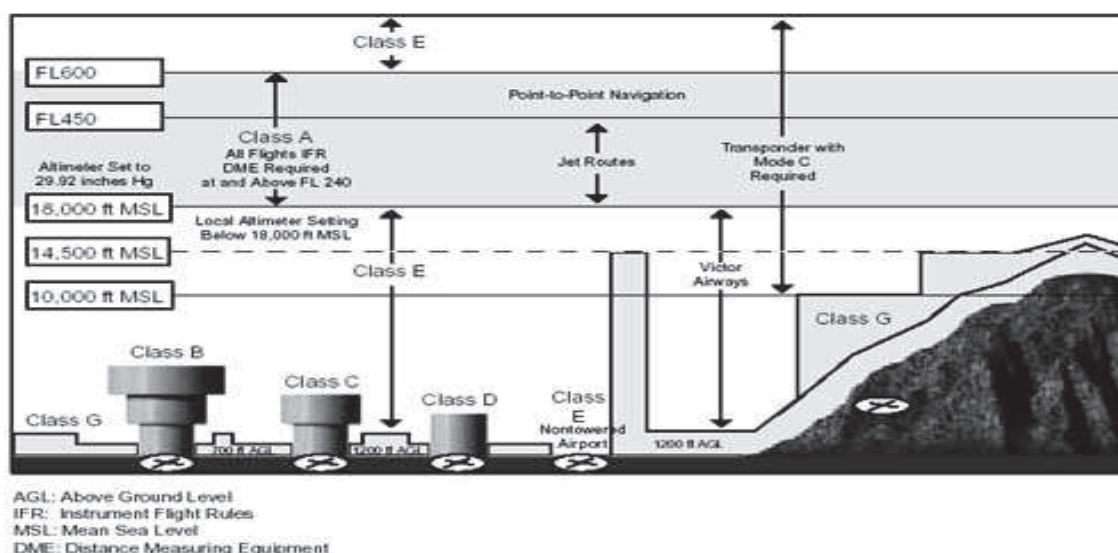 Class E
FL600
Point-to-Point Navigation
FL450
Class A
All Flights IFR
DME Required
at and Above FL 240
Jet Routes
Transponder with
Mode C
Required
Altimeter Set to
29.92 inches Hg
18,000 ft MSL
Local Altimeter Setting
Below 18,000 ft MSL
14,500 ft MSL
Class E
Victor
Airways
10,000 ft MSL
Class G
Class B
Class C
Class D
Class
E
Nontowered
Airport
Class G
700 ft AGL
1200 ft AGL
1200 ft AGL
AGL: Above Ground Level
IFR: Instrument Flight Rules
MSL: Mean Sea Level
DME: Distance Measuring Equipment